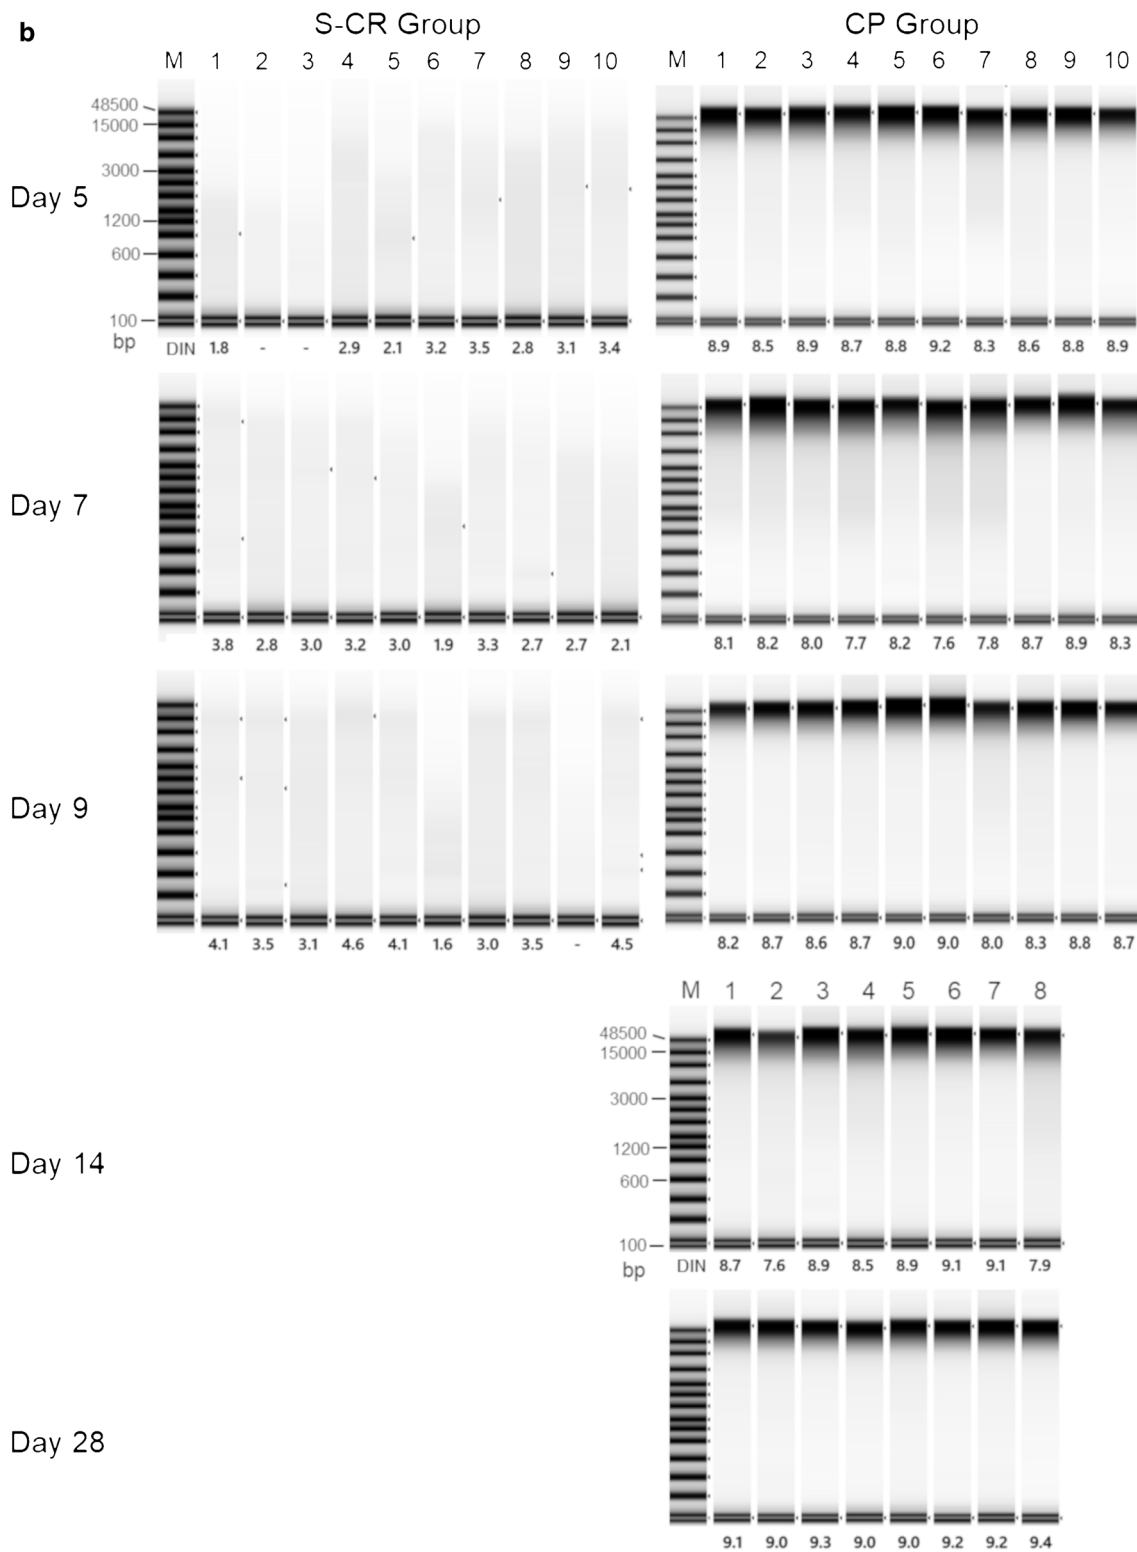 b
S-CR Group
CP Group
M 1 2 3 4 5 6 7 8 9 10
M 1 2 3 4 5 6 7 8 9 10
Day 5
48500
15000
3000
1200
600
100
bp
DIN 1.8 - - 2.9 2.1 3.2 3.5 2.8 3.1 3.4
8.9 8.5 8.9 8.7 8.8 9.2 8.3 8.6 8.8 8.9
Day 7
3.8 2.8 3.0 3.2 3.0 1.9 3.3 2.7 2.7 2.1
8.1 8.2 8.0 7.7 8.2 7.6 7.8 8.7 8.9 8.3
Day 9
4.1 3.5 3.1 4.6 4.1 1.6 3.0 3.5 - 4.5
8.2 8.7 8.6 8.7 9.0 9.0 8.0 8.3 8.8 8.7
M 1 2 3 4 5 6 7 8
Day 14
48500
15000
3000
1200
600
100
bp
DIN 8.7 7.6 8.9 8.5 8.9 9.1 9.1 7.9
Day 28
9.1 9.0 9.3 9.0 9.0 9.2 9.2 9.4